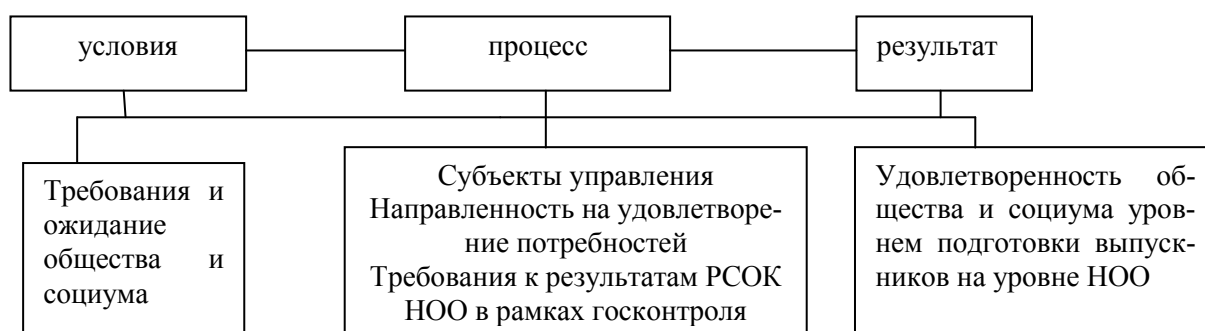 условия
процесс
результат
Требования и
ожидание
общества и
социума
Субъекты управления
Направленность на удовлетворе-
ние потребностей
Требования к результатам РСОК
НОО в рамках госконтроля
Удовлетворенность об-
щества и социума уров-
нем подготовки выпуск-
ников на уровне НОО